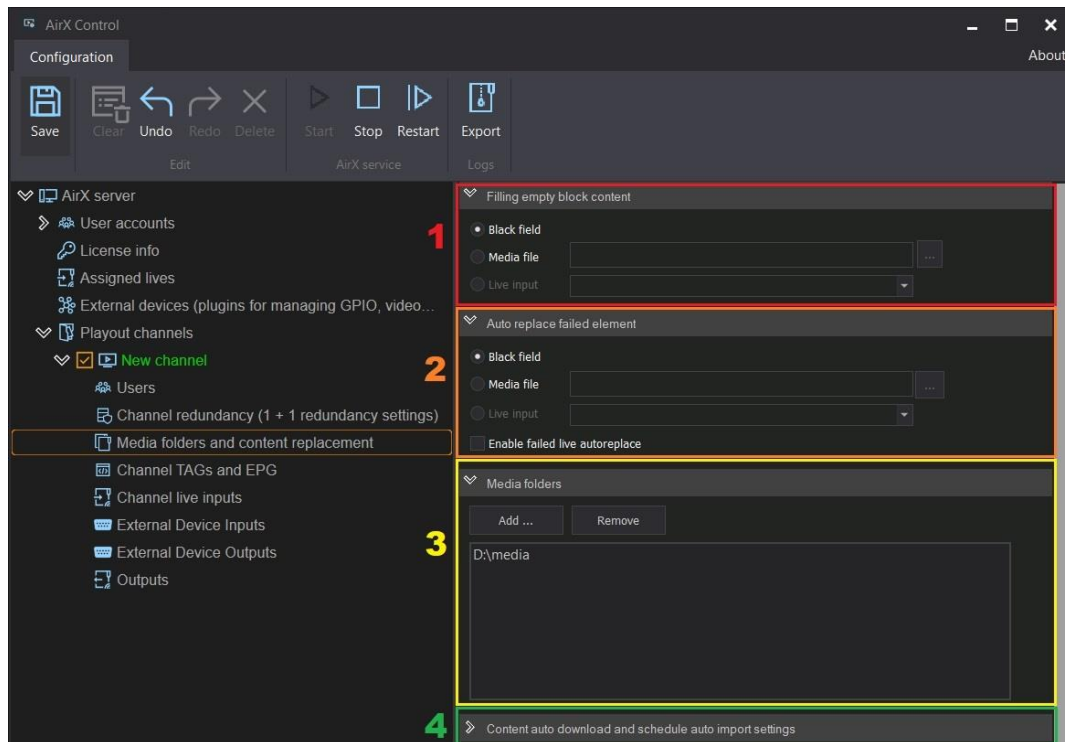 AirX Control
Configuration
About
Save
Clear
Undo
Redo
Delete
Start
Stop
Restart
Export
Edit
AirX service
Logs
AirX server
User accounts
License info
Assigned lives
External devices (plugins for managing GPIO, video...
Playout channels
New channel
Users
Channel redundancy (1 + 1 redundancy settings)
Media folders and content replacement
Channel TAGs and EPG
Channel live inputs
External Device Inputs
External Device Outputs
Outputs
1
Filling empty block content
Black field
Media file
...
Live input
2
Auto replace failed element
Black field
Media file
...
Live input
Enable failed live autoreplace
3
Media folders
Add ...
Remove
D:\media
4
Content auto download and schedule auto import settings